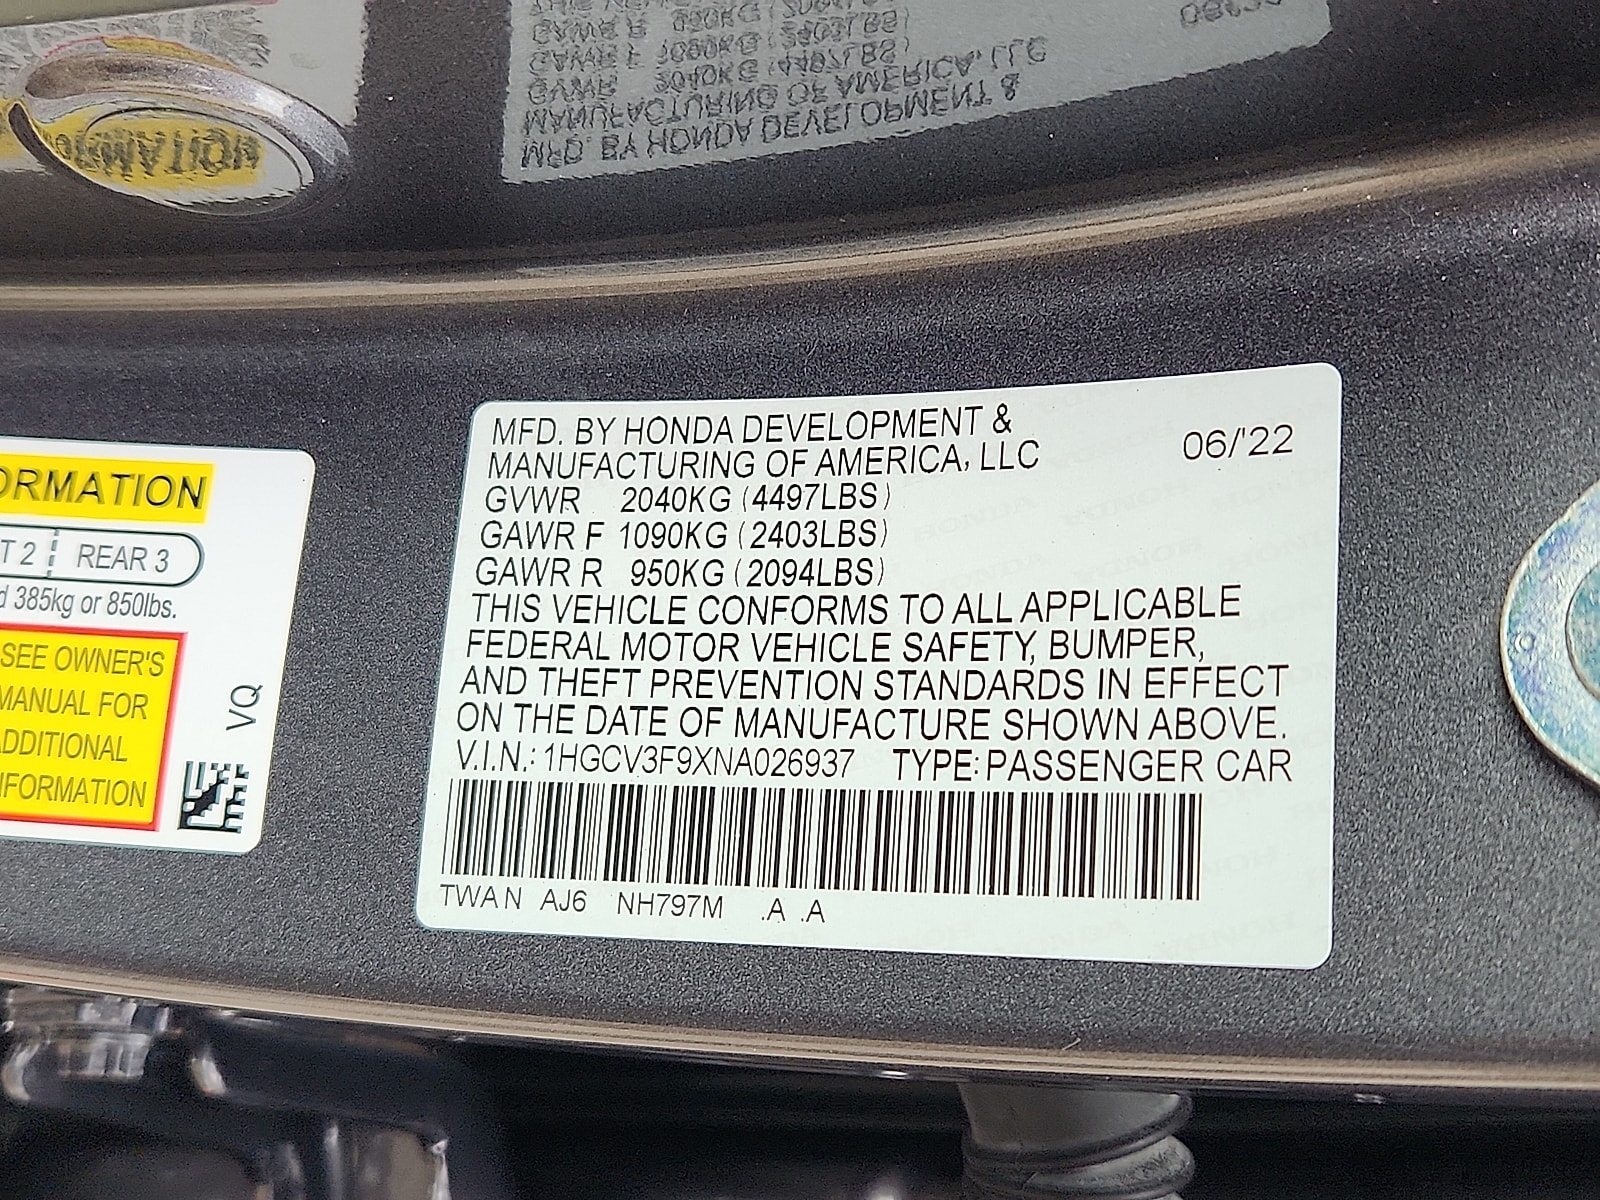 MFD. BY HONDA DEVELOPMENT &
MANUFACTURING OF AMERICA, LLC
06/'22
GVWR 2040KG (4497LBS)
GAWR F 1090KG (2403LBS)
GAWR R 950KG (2094LBS)
THIS VEHICLE CONFORMS TO ALL APPLICABLE
FEDERAL MOTOR VEHICLE SAFETY, BUMPER,
AND THEFT PREVENTION STANDARDS IN EFFECT
ON THE DATE OF MANUFACTURE SHOWN ABOVE.
V.I.N.: 1HGCV3F9XNA026937 TYPE: PASSENGER CAR
TWAN AJ6 NH797M .A .A
ORMATION
T 2 REAR 3
d 385kg or 850lbs.
SEE OWNER'S
MANUAL FOR
ADDITIONAL
NFORMATION
VQ